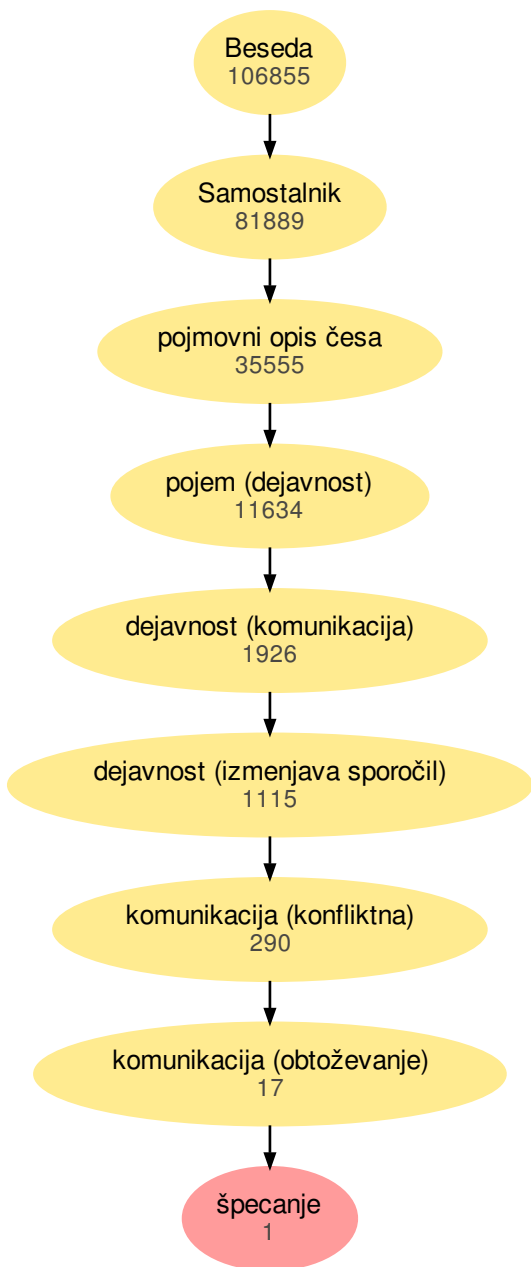 Beseda
106855
Samostalnik
81889
pojmovni opis česa
35555
pojem (dejavnost)
11634
dejavnost (komunikacija)
1926
dejavnost (izmenjava sporočil)
1115
komunikacija (konfliktna)
290
komunikacija (obtoževanje)
17
špecanje
1